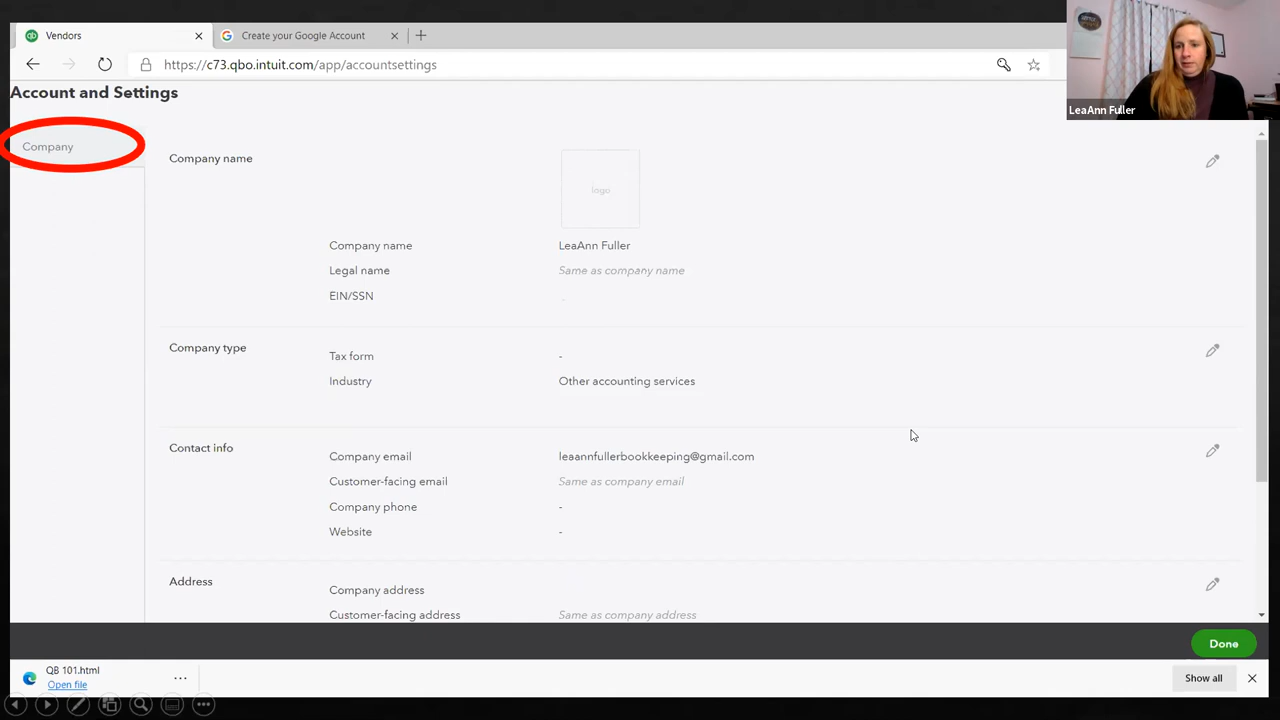 Vendors
Create your Google Account
https://c73.qbo.intuit.com/app/accountsettings
LeaAnn Fuller
Account and Settings
Company
Company name
logo
Company name LeaAnn Fuller
Legal name Same as company name
EIN/SSN
Company type
Tax form -
Industry Other accounting services
Contact info
Company email leaannfullerbookkeeping@gmail.com
Customer-facing email Same as company email
Company phone -
Website -
Address
Company address
Customer-facing address Same as company address
Done
QB 101.html
Open file
Show all